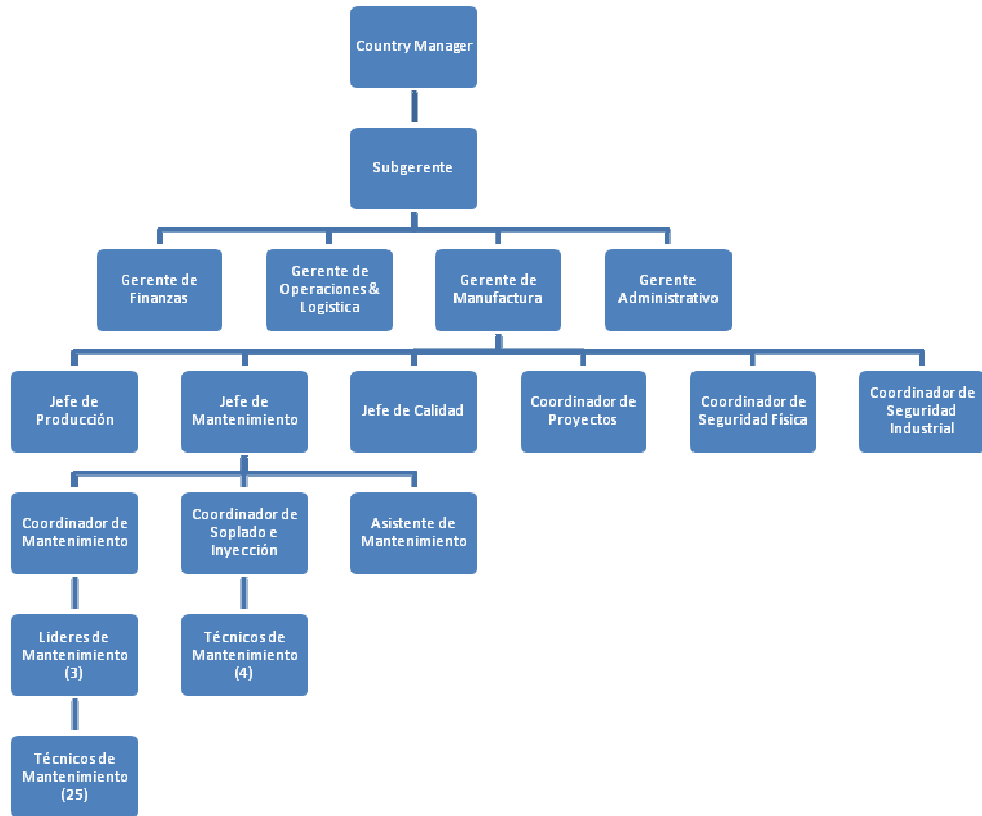 Country Manager
Subgerente
Gerente de
Finanzas
Gerente de
Operaciones &
Logistica
Gerente de
Manufactura
Gerente
Administrativo
Jefe de
Producción
Jefe de
Mantenimiento
Jefe de Calidad
Coordinador de
Proyectos
Coordinador de
Seguridad Física
Coordinador de
Seguridad
Industrial
Coordinador de
Mantenimiento
Coordinador de
Soplado e
Inyección
Asistente de
Mantenimiento
Lideres de
Mantenimiento
(3)
Técnicos de
Mantenimiento
(4)
Técnicos de
Mantenimiento
(25)